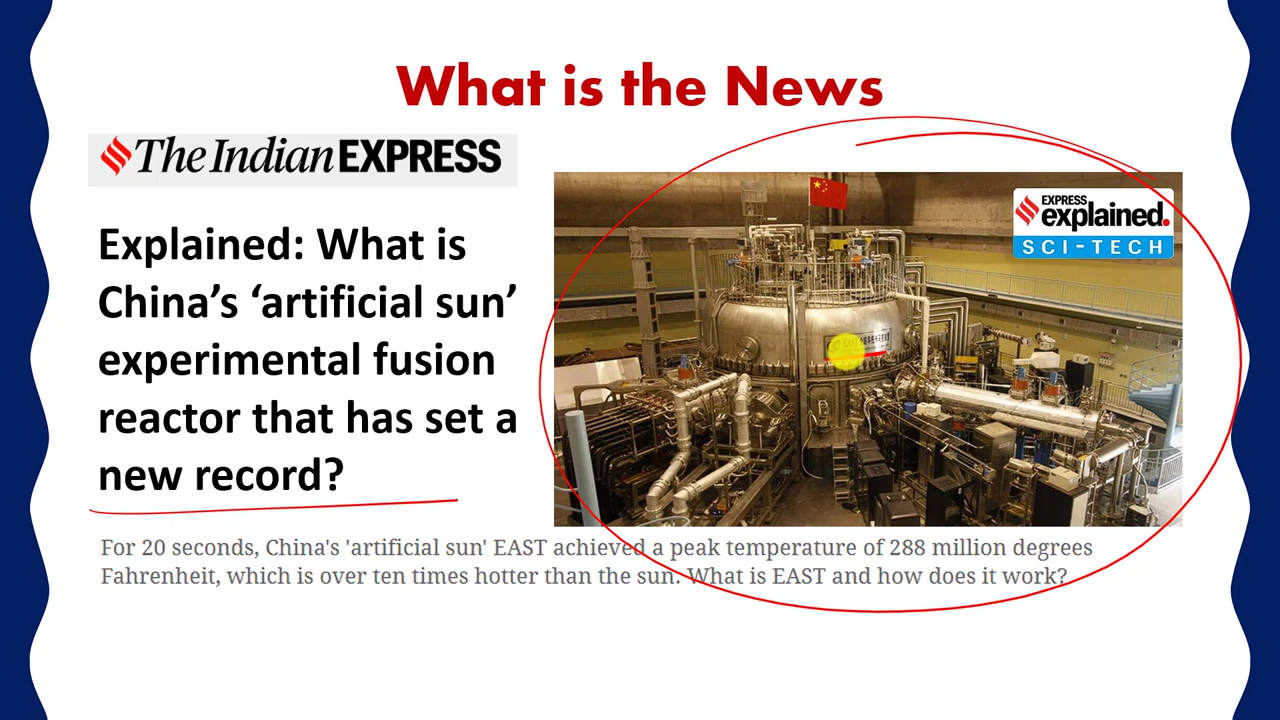 What is the News
The Indian EXPRESS
Explained: What is
China's ‘artificial sun’
experimental fusion
reactor that has set a
new record?
EXPRESS
explained.
SCI-TECH
EAST
For 20 seconds, China's 'artificial sun' EAST achieved a peak temperature of 288 million degrees
Fahrenheit, which is over ten times hotter than the sun. What is EAST and how does it work?